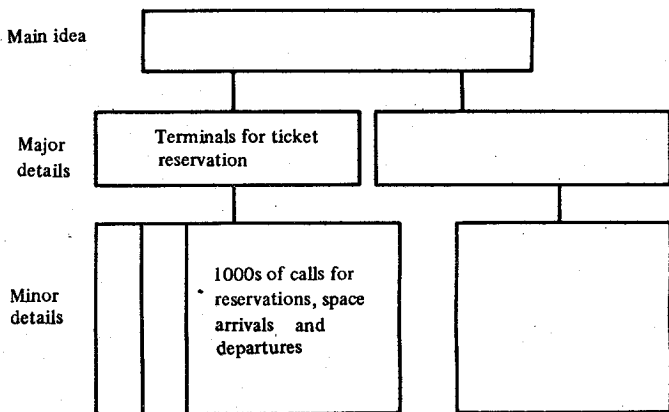 Main idea
Major
details
Terminals for ticket
reservation
Minor
details
1000s of calls for
reservations, space
arrivals and
departures